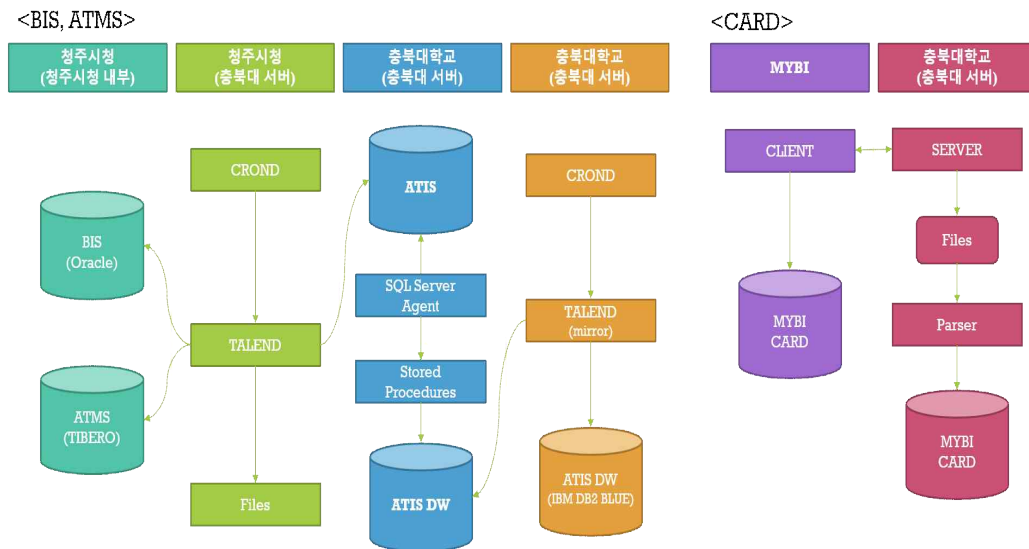 <BIS, ATMS>
<CARD>
청주시청
(청주시청 내부)
청주시청
(충북대 서버)
충북대학교
(충북대 서버)
충북대학교
(충북대 서버)
MYBI
충북대학교
(충북대 서버)
BIS
(Oracle)
ATMS
(TIBERO)
CROND
TALEND
Files
ATIS
SQL Server
Agent
Stored
Procedures
ATIS DW
CROND
TALEND
(mirror)
ATIS DW
(IBM DB2 BLUE)
CLIENT
MYBI
CARD
SERVER
Files
Parser
MYBI
CARD